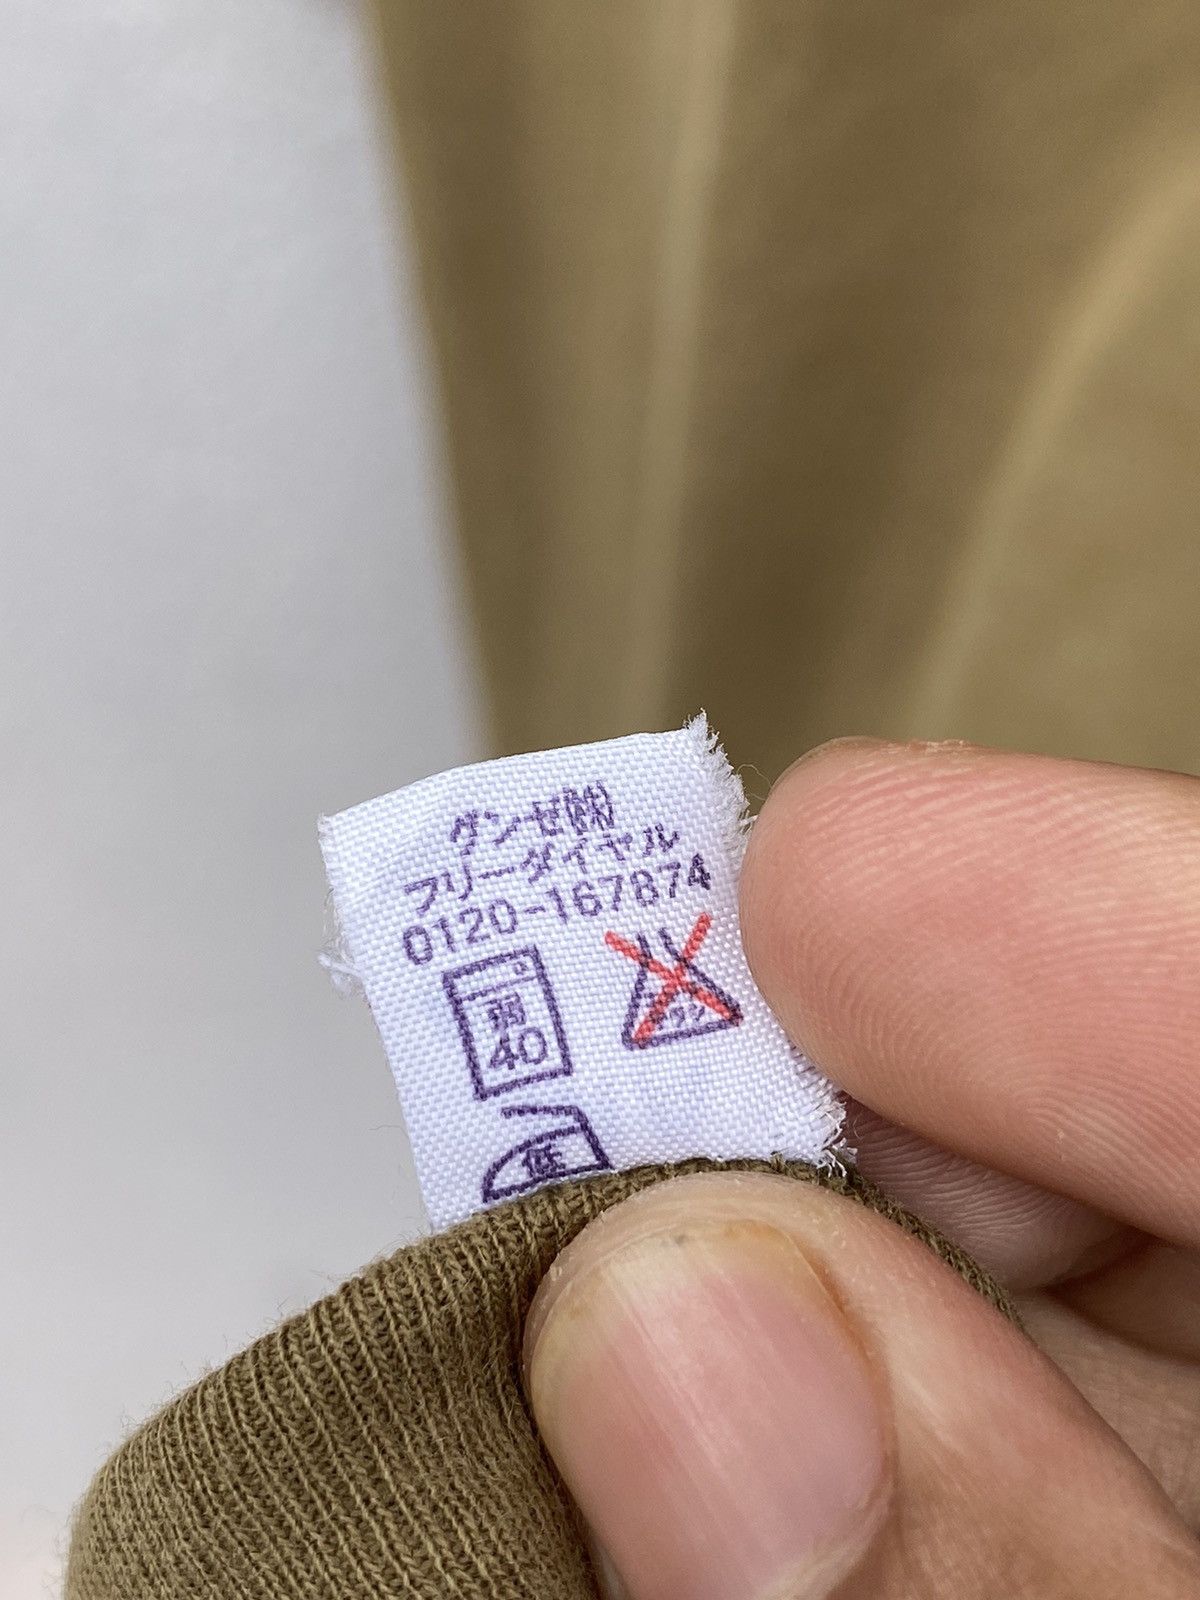 グンゼ(株)
フリーダイヤル
0120-167874
弱
40
低